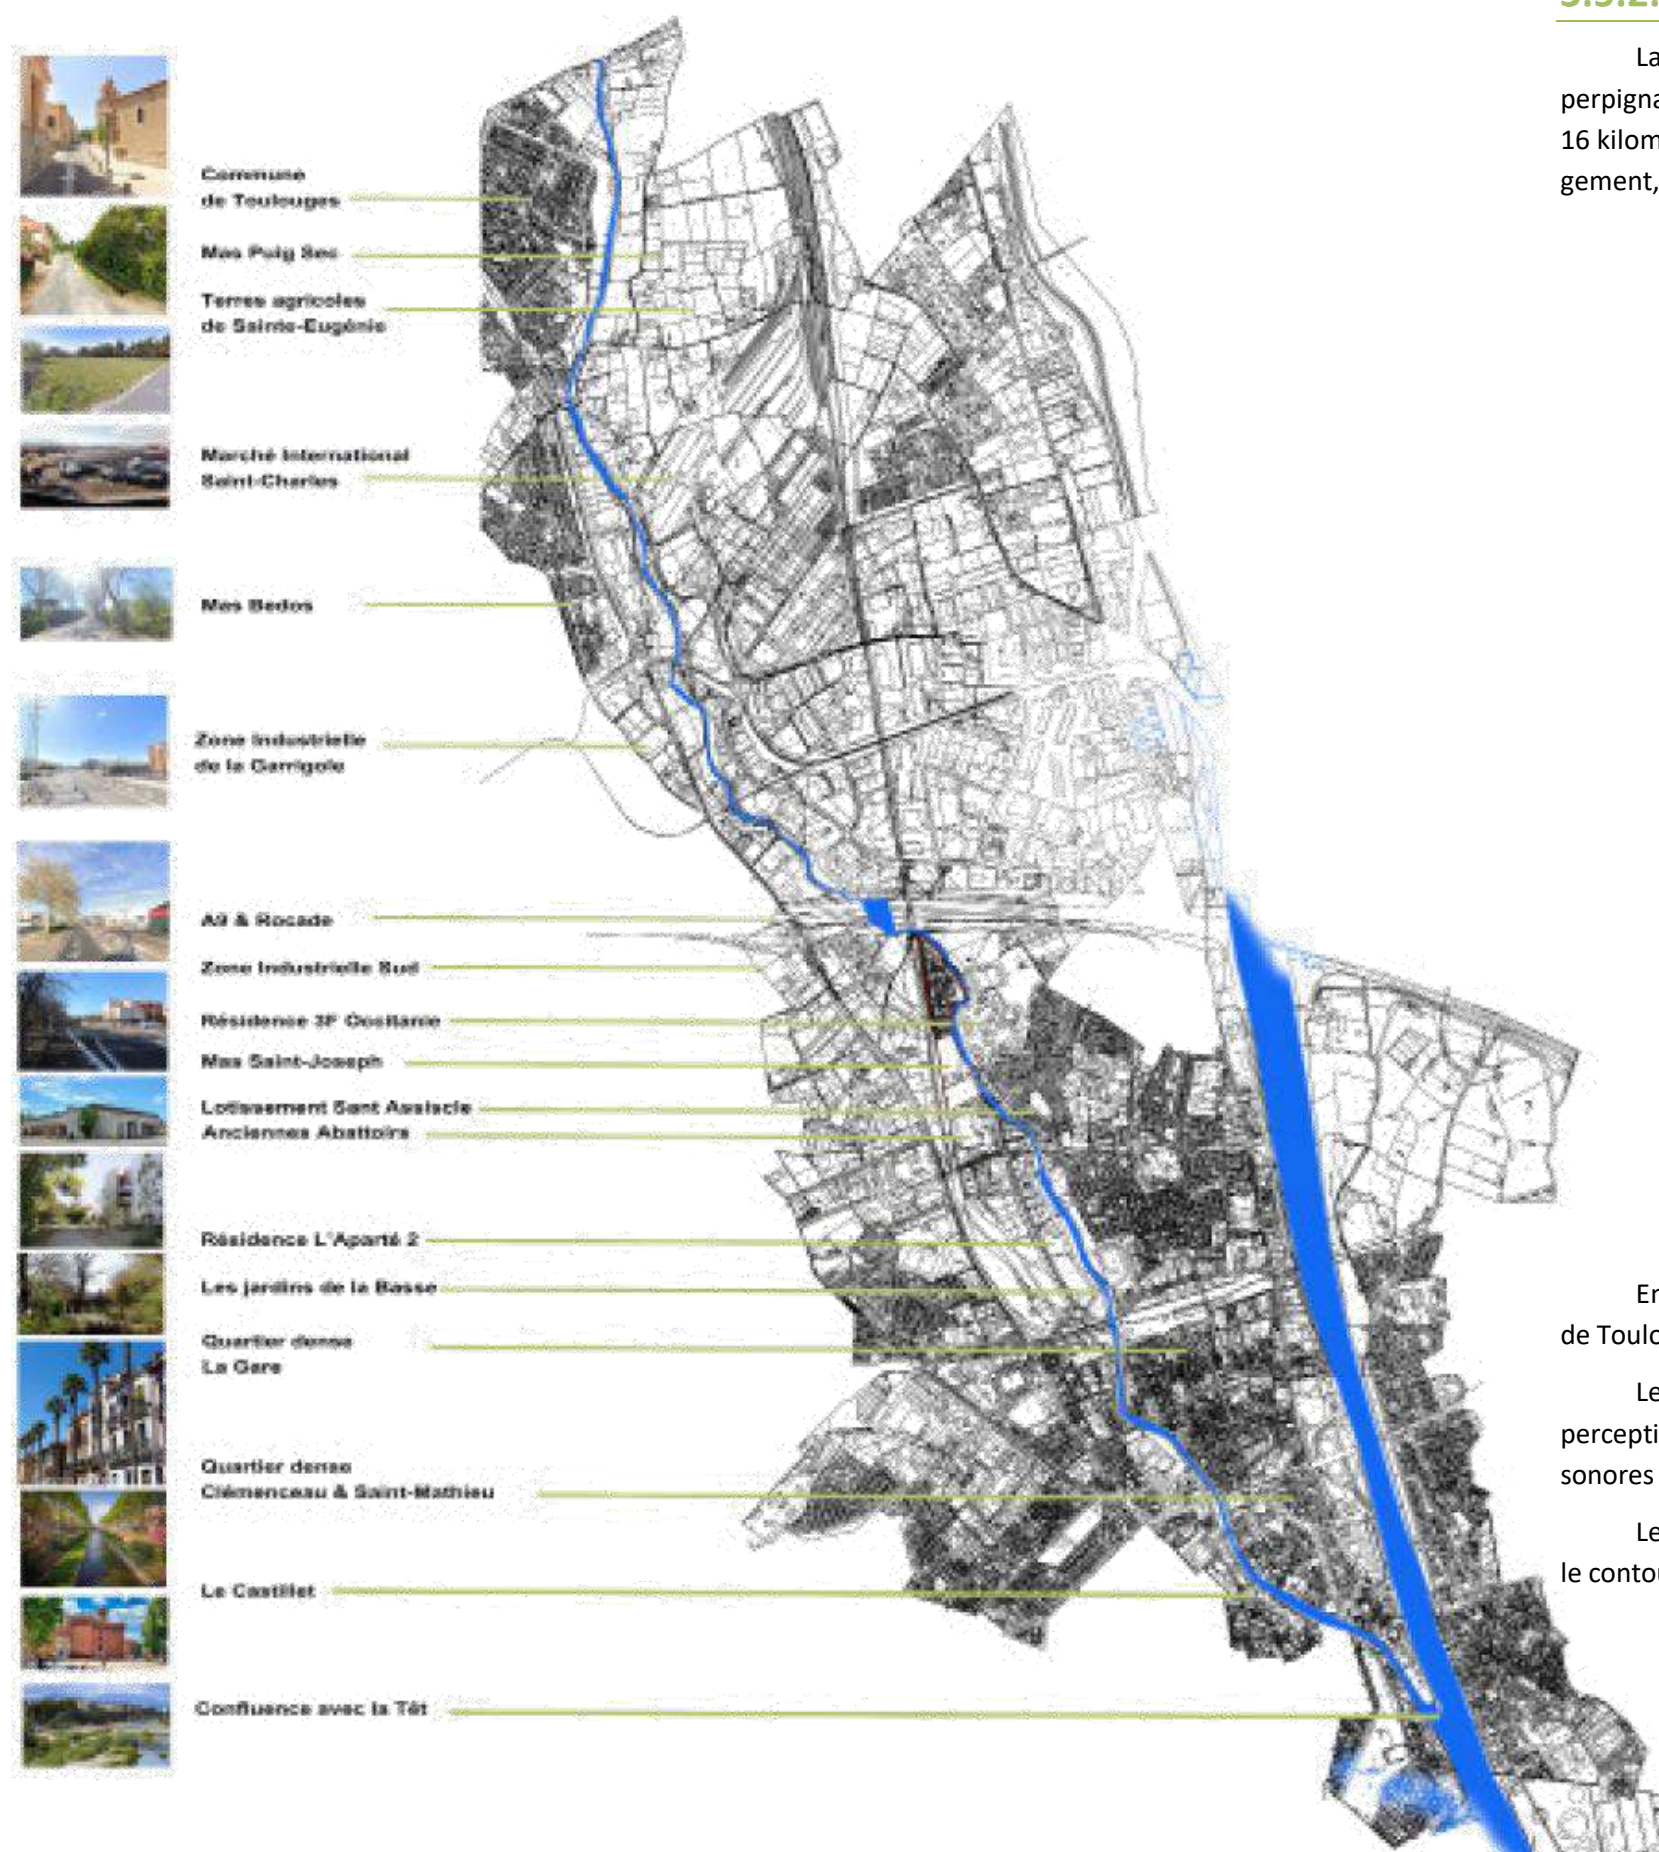 Commune
de Toulouges
Mas Puig Sec
Terres agricoles
de Sainte-Eugénie
Marché International
Saint-Charles
Mas Bedos
Zone Industrielle
de la Garrigole
A9 & Rocade
Zone Industrielle Sud
Résidence 3F Occitanie
Mas Saint-Joseph
Lotissement Sant Assiscle
Anciennes Abattoirs
Résidence L'Aparté 2
Les jardins de la Basse
Quartier dense
La Gare
Quartier dense
Clémenceau & Saint-Mathieu
Le Castillet
Confluence avec la Têt
La
perpigna
16 kilom
gement,
de Toulo
Le
percepti
sonores
Le
le contou